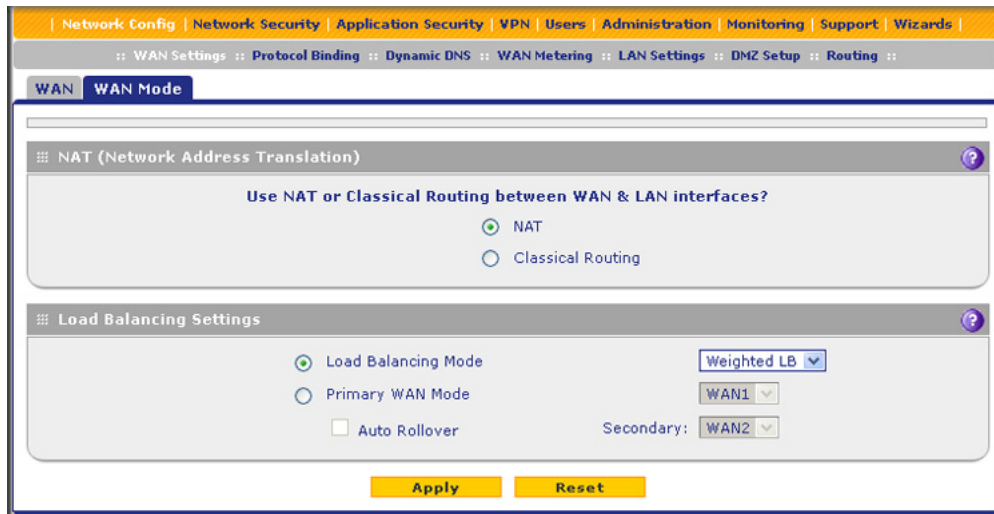 | Network Config | Network Security | Application Security | VPN | Users | Administration | Monitoring | Support | Wizards |
:: WAN Settings :: Protocol Binding :: Dynamic DNS :: WAN Metering :: LAN Settings :: DMZ Setup :: Routing ::
WAN WAN Mode
NAT (Network Address Translation) ?
Use NAT or Classical Routing between WAN & LAN interfaces?
NAT
Classical Routing
Load Balancing Settings ?
Load Balancing Mode Weighted LB
Primary WAN Mode WAN1
Auto Rollover Secondary: WAN2
Apply Reset